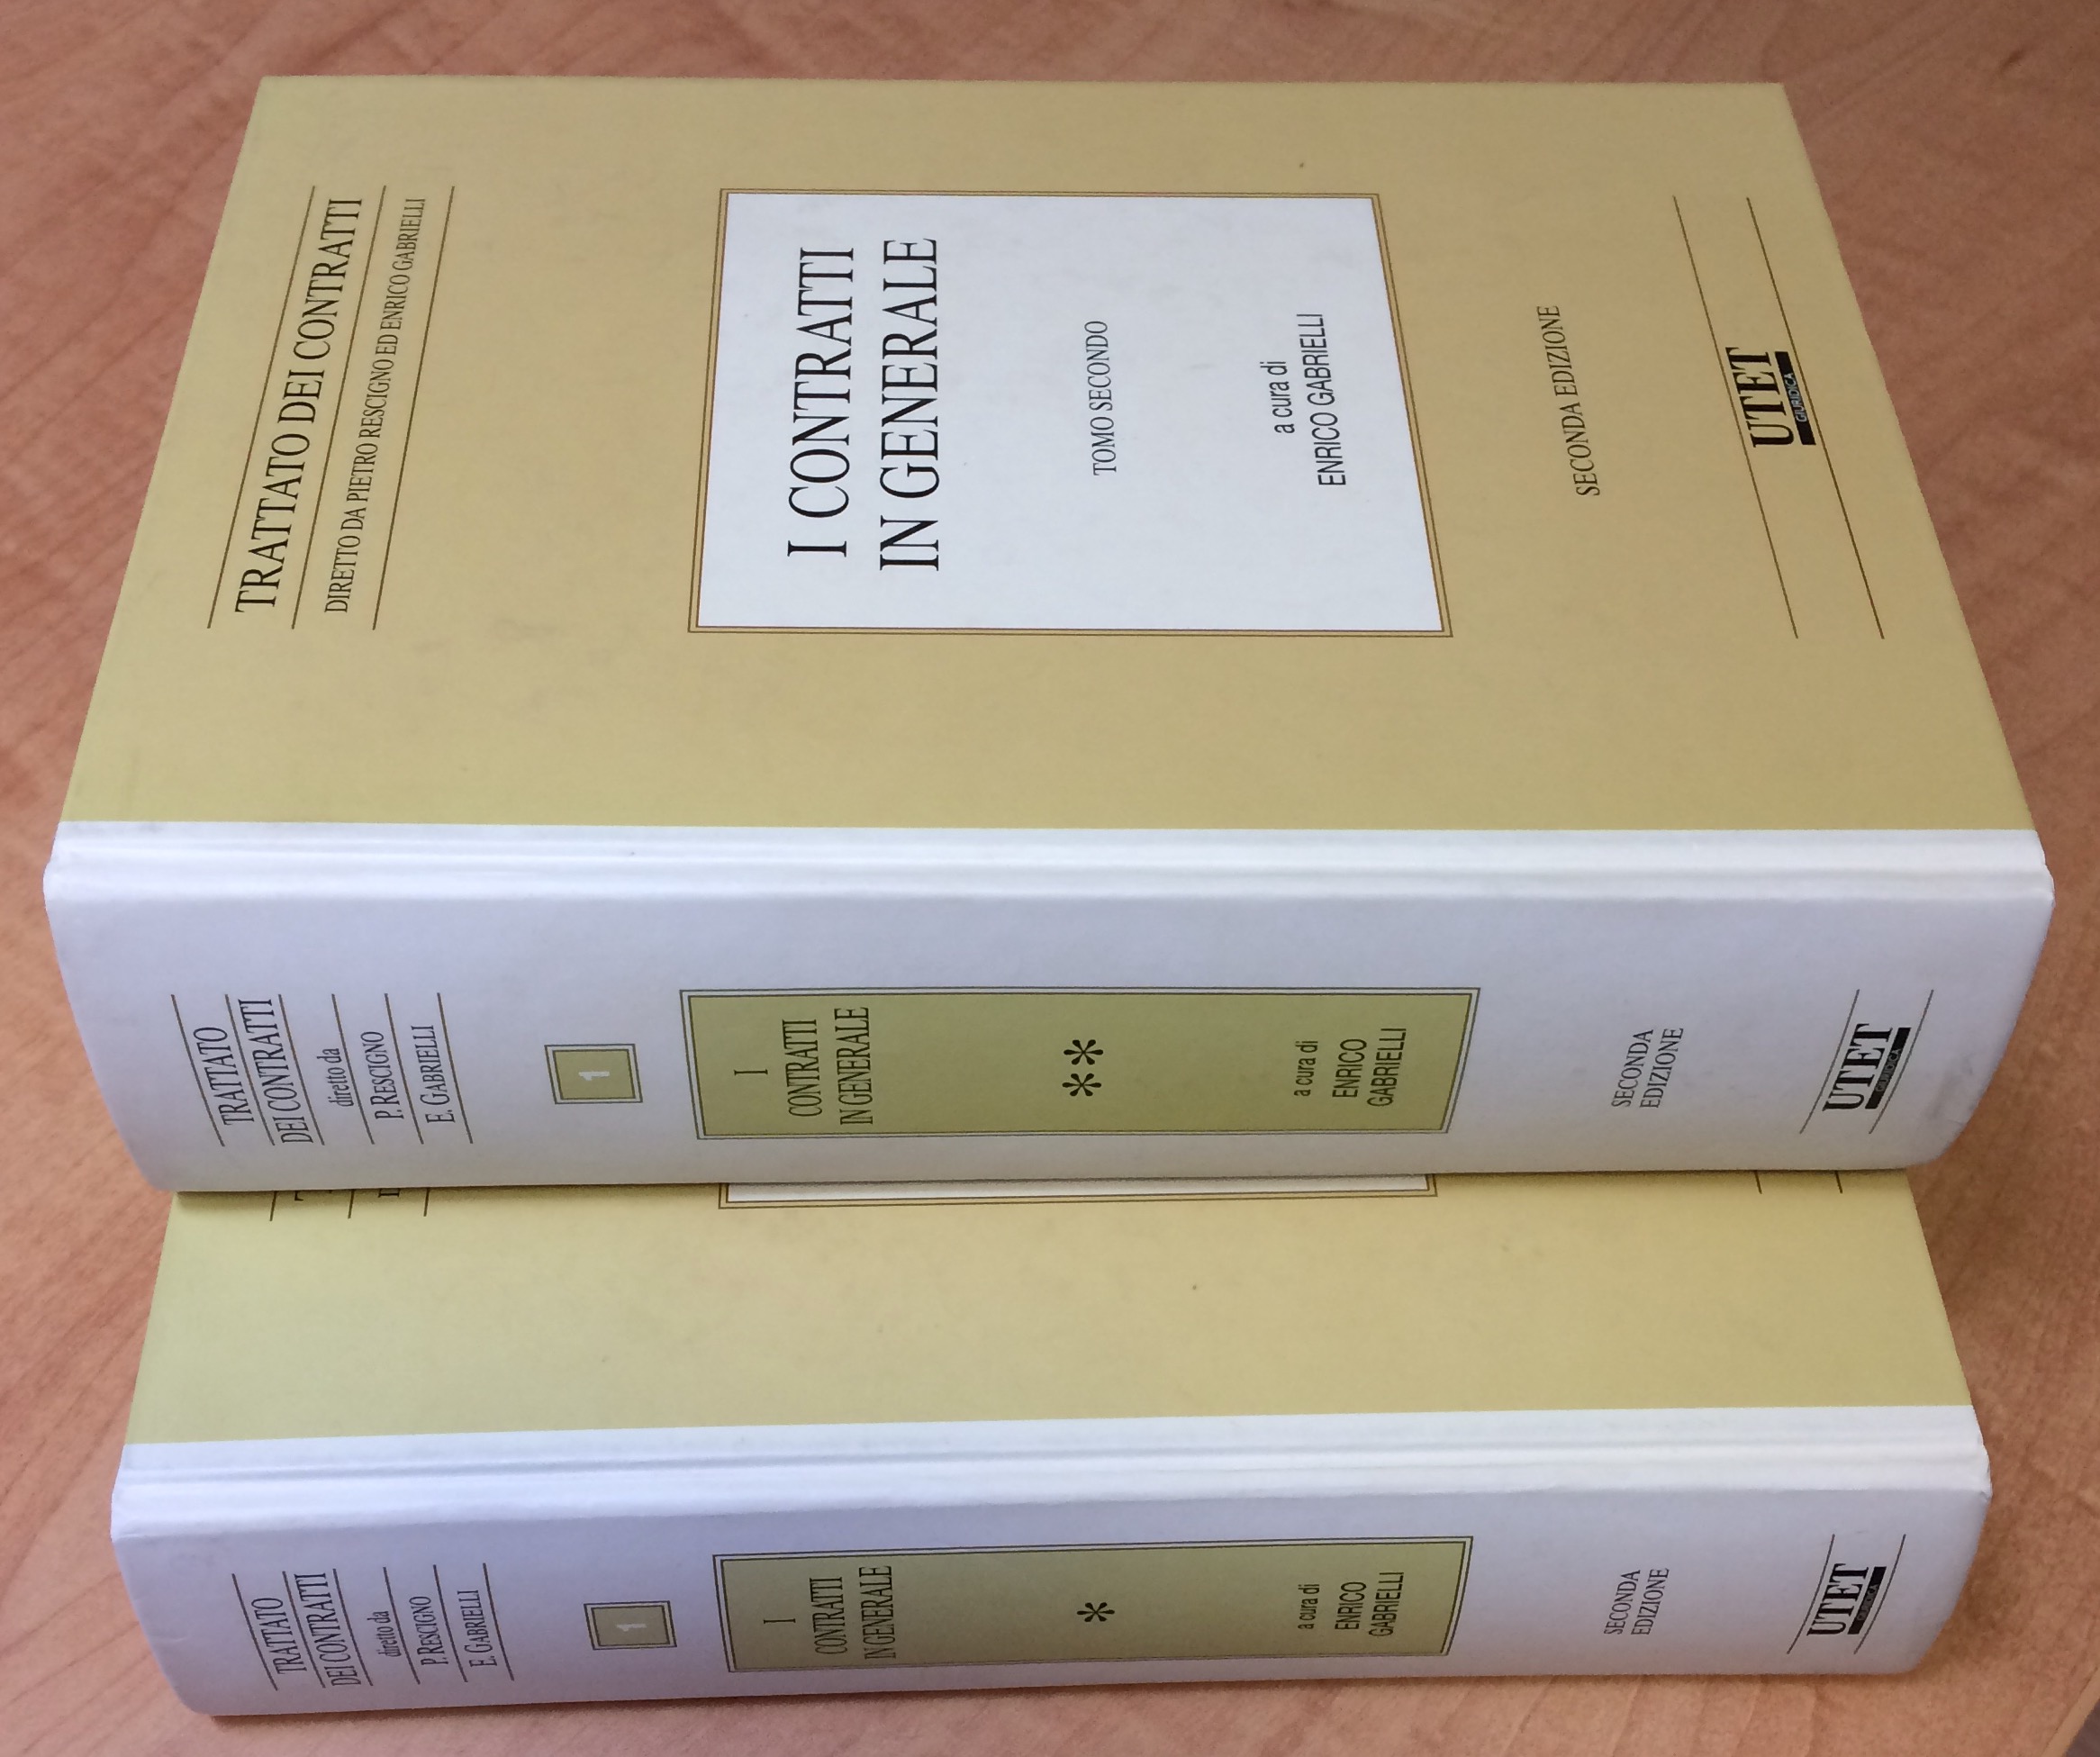 TRATTATO DEI CONTRATTI
DIRETTO DA PIETRO RESCIGNO ED ENRICO GABRIELLI
I CONTRATTI
IN GENERALE
TOMO SECONDO
a cura di
ENRICO GABRIELLI
SECONDA EDIZIONE
UTET
GIURIDICA
TRATTATO
DEI CONTRATTI
diretto da
P. RESCIGNO
E. GABRIELLI
1
I
CONTRATTI
IN GENERALE
**
a cura di
ENRICO
GABRIELLI
SECONDA
EDIZIONE
UTET
GIURIDICA
TRATTATO
DEI CONTRATTI
diretto da
P. RESCIGNO
E. GABRIELLI
1
I
CONTRATTI
IN GENERALE
*
a cura di
ENRICO
GABRIELLI
SECONDA
EDIZIONE
UTET
GIURIDICA